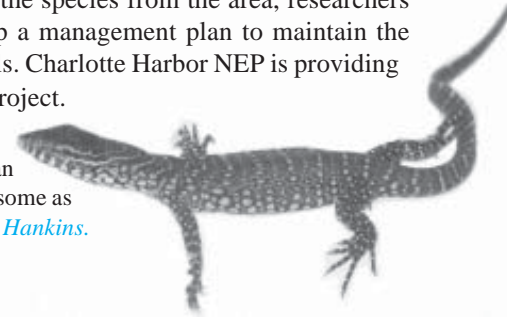 the species from the area, researchers
a management plan to maintain the
is. Charlotte Harbor NEP is providing
roject.
an
some as
Hankins.